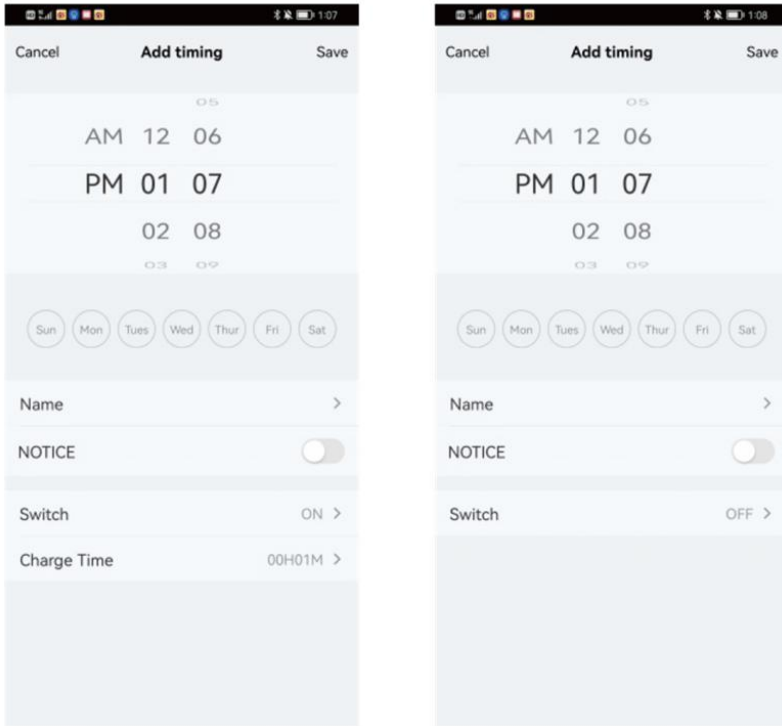 1:07
Cancel Add timing Save
05
AM 12 06
PM 01 07
02 08
03 09
Sun Mon Tues Wed Thur Fri Sat
Name >
NOTICE
Switch ON >
Charge Time 00H01M >
1:08
Cancel Add timing Save
05
AM 12 06
PM 01 07
02 08
03 09
Sun Mon Tues Wed Thur Fri Sat
Name >
NOTICE
Switch OFF >